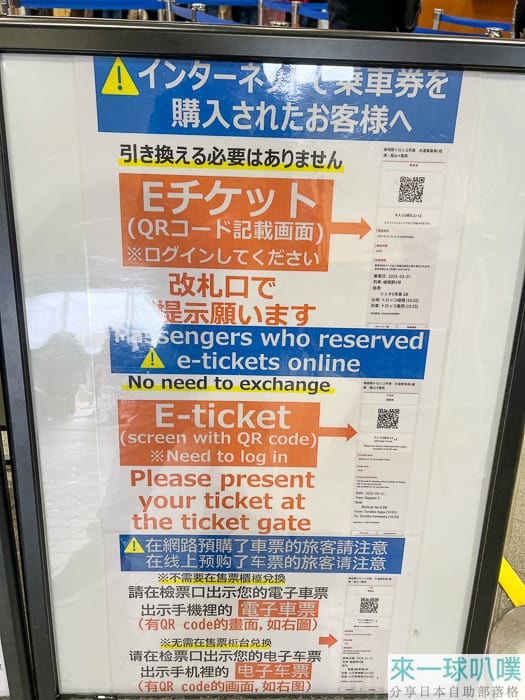 インターネットで乗車券を
購入されたお客様へ
引き換える必要はありません
Eチケット
(QRコード記載画面)
※ログインしてください
改札口で
提示願います
Passengers who reserved
e-tickets online
No need to exchange
E-ticket
(screen with QR code)
※Need to log in
Please present
your ticket at
the ticket gate
在網路預購了車票的旅客請注意
在线上预购了车票的旅客请注意
※不需要在售票櫃檯兌換
請在檢票口出示您的電子車票
出示手機裡的 電子車票
(有QR code的畫面,如右圖)
※无需在售票柜台兑换
请在检票口出示您的电子车票
出示手机里的 电子车票
(有QR code的画面,如右图)
來一球叭噗
分享日本自助部落格